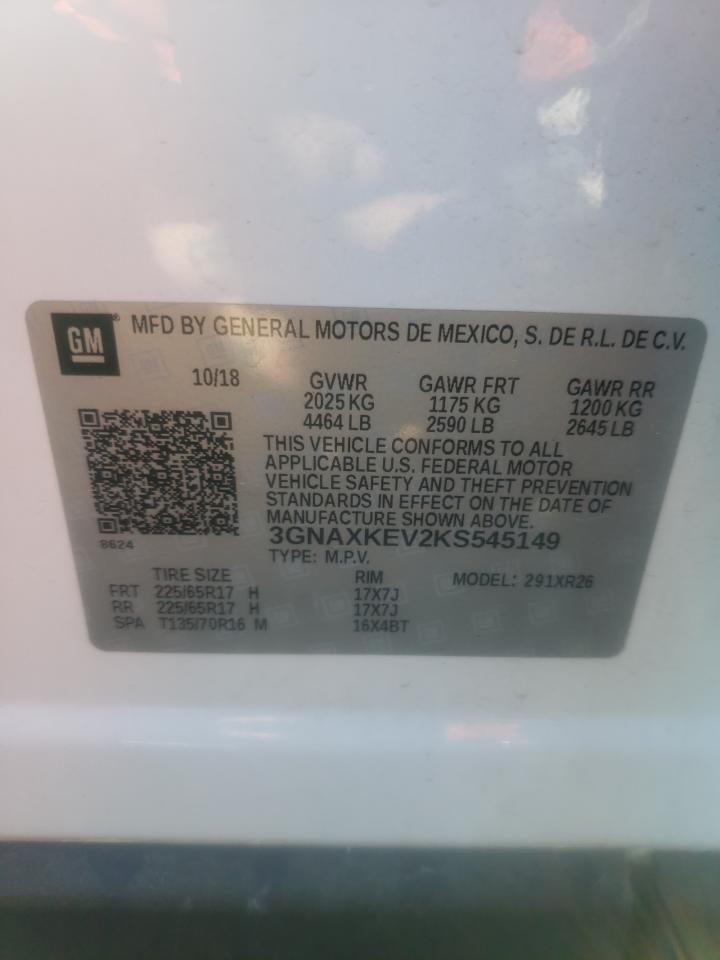 GM ® MFD BY GENERAL MOTORS DE MEXICO, S. DE R.L. DE C.V.
10/18 GVWR GAWR FRT GAWR RR
2025 KG 1175 KG 1200 KG
4464 LB 2590 LB 2645 LB
THIS VEHICLE CONFORMS TO ALL
APPLICABLE U.S. FEDERAL MOTOR
VEHICLE SAFETY AND THEFT PREVENTION
STANDARDS IN EFFECT ON THE DATE OF
MANUFACTURE SHOWN ABOVE.
8624 3GNAXKEV2KS545149
TYPE: M.P.V.
TIRE SIZE RIM MODEL: 291XR26
FRT 225/65R17 H 17X7J
RR 225/65R17 H 17X7J
SPA T135/70R16 M 16X4BT